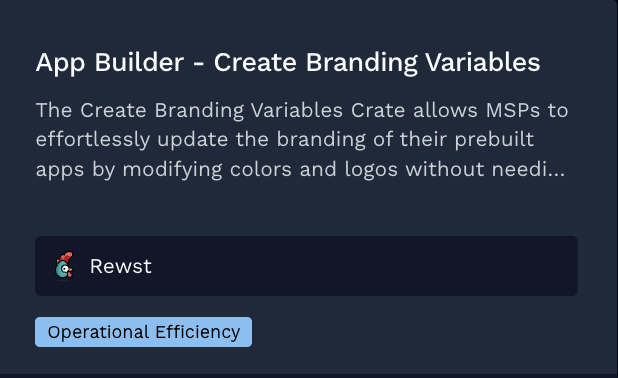 App Builder - Create Branding Variables
The Create Branding Variables Crate allows MSPs to
effortlessly update the branding of their prebuilt
apps by modifying colors and logos without needi...
Rewst
Operational Efficiency